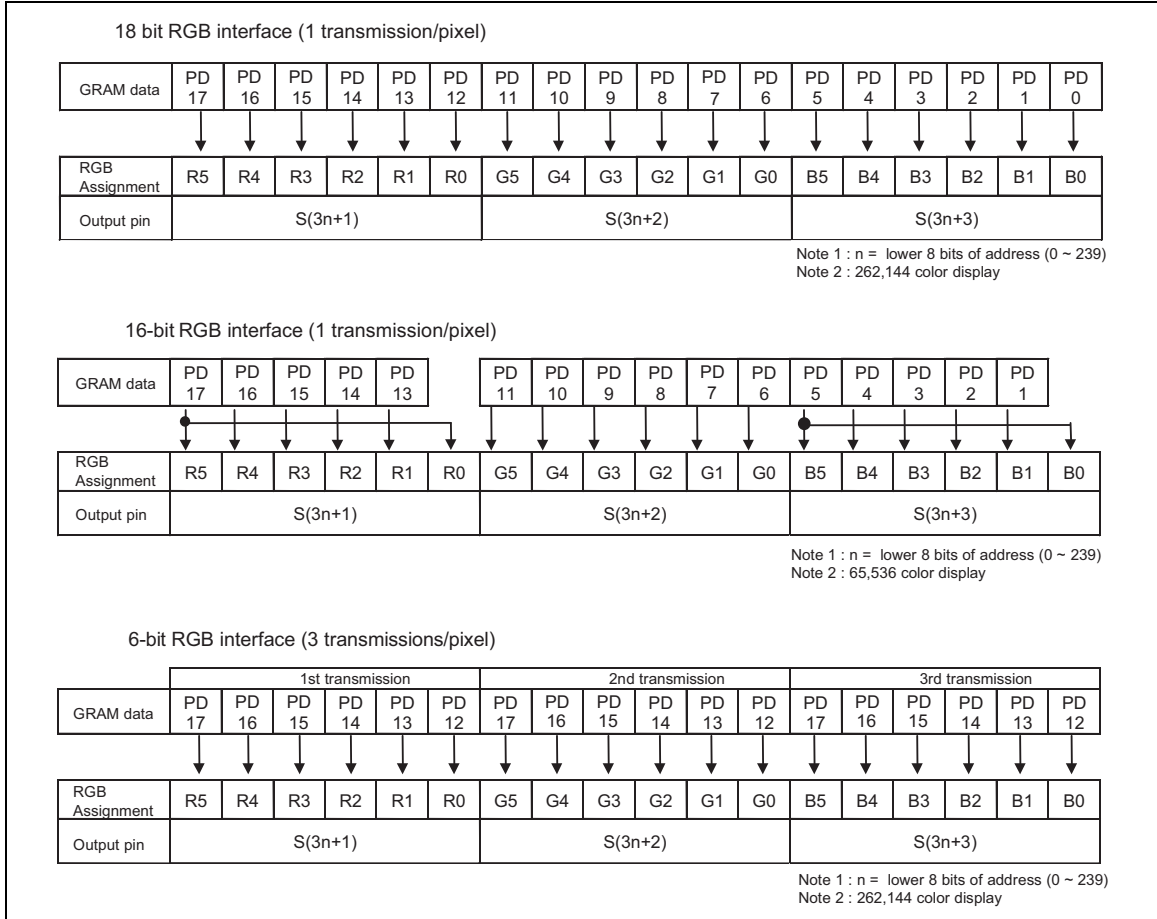 18 bit RGB interface (1 transmission/pixel)
GRAM data PD 17 PD 16 PD 15 PD 14 PD 13 PD 12 PD 11 PD 10 PD 9 PD 8 PD 7 PD 6 PD 5 PD 4 PD 3 PD 2 PD 1 PD 0
RGB Assignment R5 R4 R3 R2 R1 R0 G5 G4 G3 G2 G1 G0 B5 B4 B3 B2 B1 B0
Output pin S(3n+1) S(3n+2) S(3n+3)
Note 1 : n = lower 8 bits of address (0 ~ 239)
Note 2 : 262,144 color display
16-bit RGB interface (1 transmission/pixel)
GRAM data PD 17 PD 16 PD 15 PD 14 PD 13 PD 11 PD 10 PD 9 PD 8 PD 7 PD 6 PD 5 PD 4 PD 3 PD 2 PD 1
RGB Assignment R5 R4 R3 R2 R1 R0 G5 G4 G3 G2 G1 G0 B5 B4 B3 B2 B1 B0
Output pin S(3n+1) S(3n+2) S(3n+3)
Note 1 : n = lower 8 bits of address (0 ~ 239)
Note 2 : 65,536 color display
6-bit RGB interface (3 transmissions/pixel)
1st transmission 2nd transmission 3rd transmission
GRAM data PD 17 PD 16 PD 15 PD 14 PD 13 PD 12 PD 17 PD 16 PD 15 PD 14 PD 13 PD 12 PD 17 PD 16 PD 15 PD 14 PD 13 PD 12
RGB Assignment R5 R4 R3 R2 R1 R0 G5 G4 G3 G2 G1 G0 B5 B4 B3 B2 B1 B0
Output pin S(3n+1) S(3n+2) S(3n+3)
Note 1 : n = lower 8 bits of address (0 ~ 239)
Note 2 : 262,144 color display